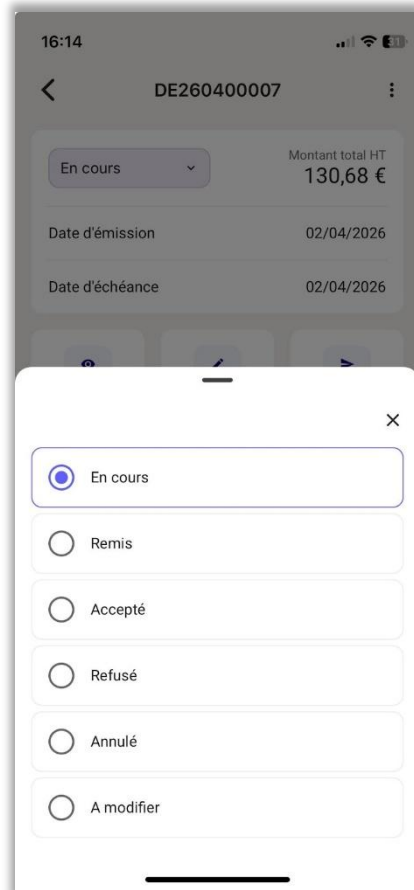 16:14
31
DE260400007
En cours
Montant total HT
130,68 €
Date d'émission
02/04/2026
Date d'échéance
02/04/2026
En cours
Remis
Accepté
Refusé
Annulé
A modifier